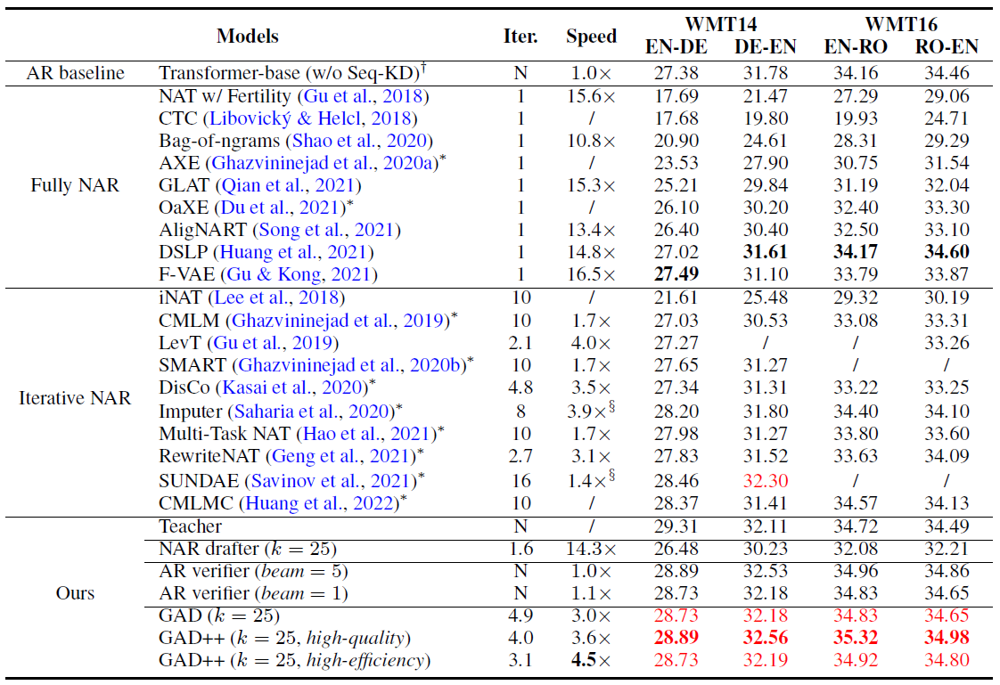 Models Iter. Speed WMT14 WMT16
EN-DE DE-EN EN-RO RO-EN
AR baseline Transformer-base (w/o Seq-KD)† N 1.0× 27.38 31.78 34.16 34.46
Fully NAR
NAT w/ Fertility (Gu et al., 2018) 1 15.6× 17.69 21.47 27.29 29.06
CTC (Libovický & Helcl, 2018) 1 / 17.68 19.80 19.93 24.71
Bag-of-ngrams (Shao et al., 2020) 1 10.8× 20.90 24.61 28.31 29.29
AXE (Ghazvininejad et al., 2020a)* 1 / 23.53 27.90 30.75 31.54
GLAT (Qian et al., 2021) 1 15.3× 25.21 29.84 31.19 32.04
OaXE (Du et al., 2021)* 1 / 26.10 30.20 32.40 33.30
AligNART (Song et al., 2021) 1 13.4× 26.40 30.40 32.50 33.10
DSLP (Huang et al., 2021) 1 14.8× 27.02 31.61 34.17 34.60
F-VAE (Gu & Kong, 2021) 1 16.5× 27.49 31.10 33.79 33.87
Iterative NAR
iNAT (Lee et al., 2018) 10 / 21.61 25.48 29.32 30.19
CMLM (Ghazvininejad et al., 2019)* 10 1.7× 27.03 30.53 33.08 33.31
LevT (Gu et al., 2019) 2.1 4.0× 27.27 / / 33.26
SMART (Ghazvininejad et al., 2020b)* 10 1.7× 27.65 31.27 / /
DisCo (Kasai et al., 2020)* 4.8 3.5× 27.34 31.31 33.22 33.25
Imputer (Saharia et al., 2020)* 8 3.9×§ 28.20 31.80 34.40 34.10
Multi-Task NAT (Hao et al., 2021)* 10 1.7× 27.98 31.27 33.80 33.60
RewriteNAT (Geng et al., 2021)* 2.7 3.1× 27.83 31.52 33.63 34.09
SUNDAE (Savinov et al., 2021)* 16 1.4×§ 28.46 32.30 / /
CMLMC (Huang et al., 2022)* 10 / 28.37 31.41 34.57 34.13
Ours
Teacher N / 29.31 32.11 34.72 34.49
NAR drafter (k = 25) 1.6 14.3× 26.48 30.23 32.08 32.21
AR verifier (beam = 5) N 1.0× 28.89 32.53 34.96 34.86
AR verifier (beam = 1) N 1.1× 28.73 32.18 34.83 34.65
GAD (k = 25) 4.9 3.0× 28.73 32.18 34.83 34.65
GAD++ (k = 25, high-quality) 4.0 3.6× 28.89 32.56 35.32 34.98
GAD++ (k = 25, high-efficiency) 3.1 4.5× 28.73 32.19 34.92 34.80